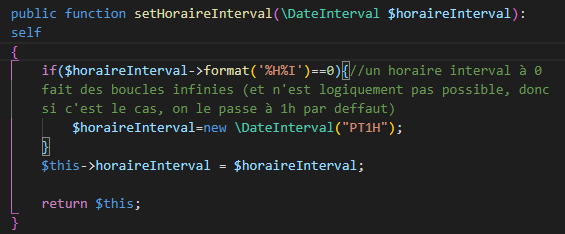 public function setHoraireInterval(\DateInterval $horaireInterval):
self
{
if($horaireInterval->format('%H%I')==0){//un horaire interval à 0
fait des boucles infinies (et n'est logiquement pas possible, donc
si c'est le cas, on le passe à 1h par deffaut)
$horaireInterval=new \DateInterval("PT1H");
}
$this->horaireInterval = $horaireInterval;
return $this;
}